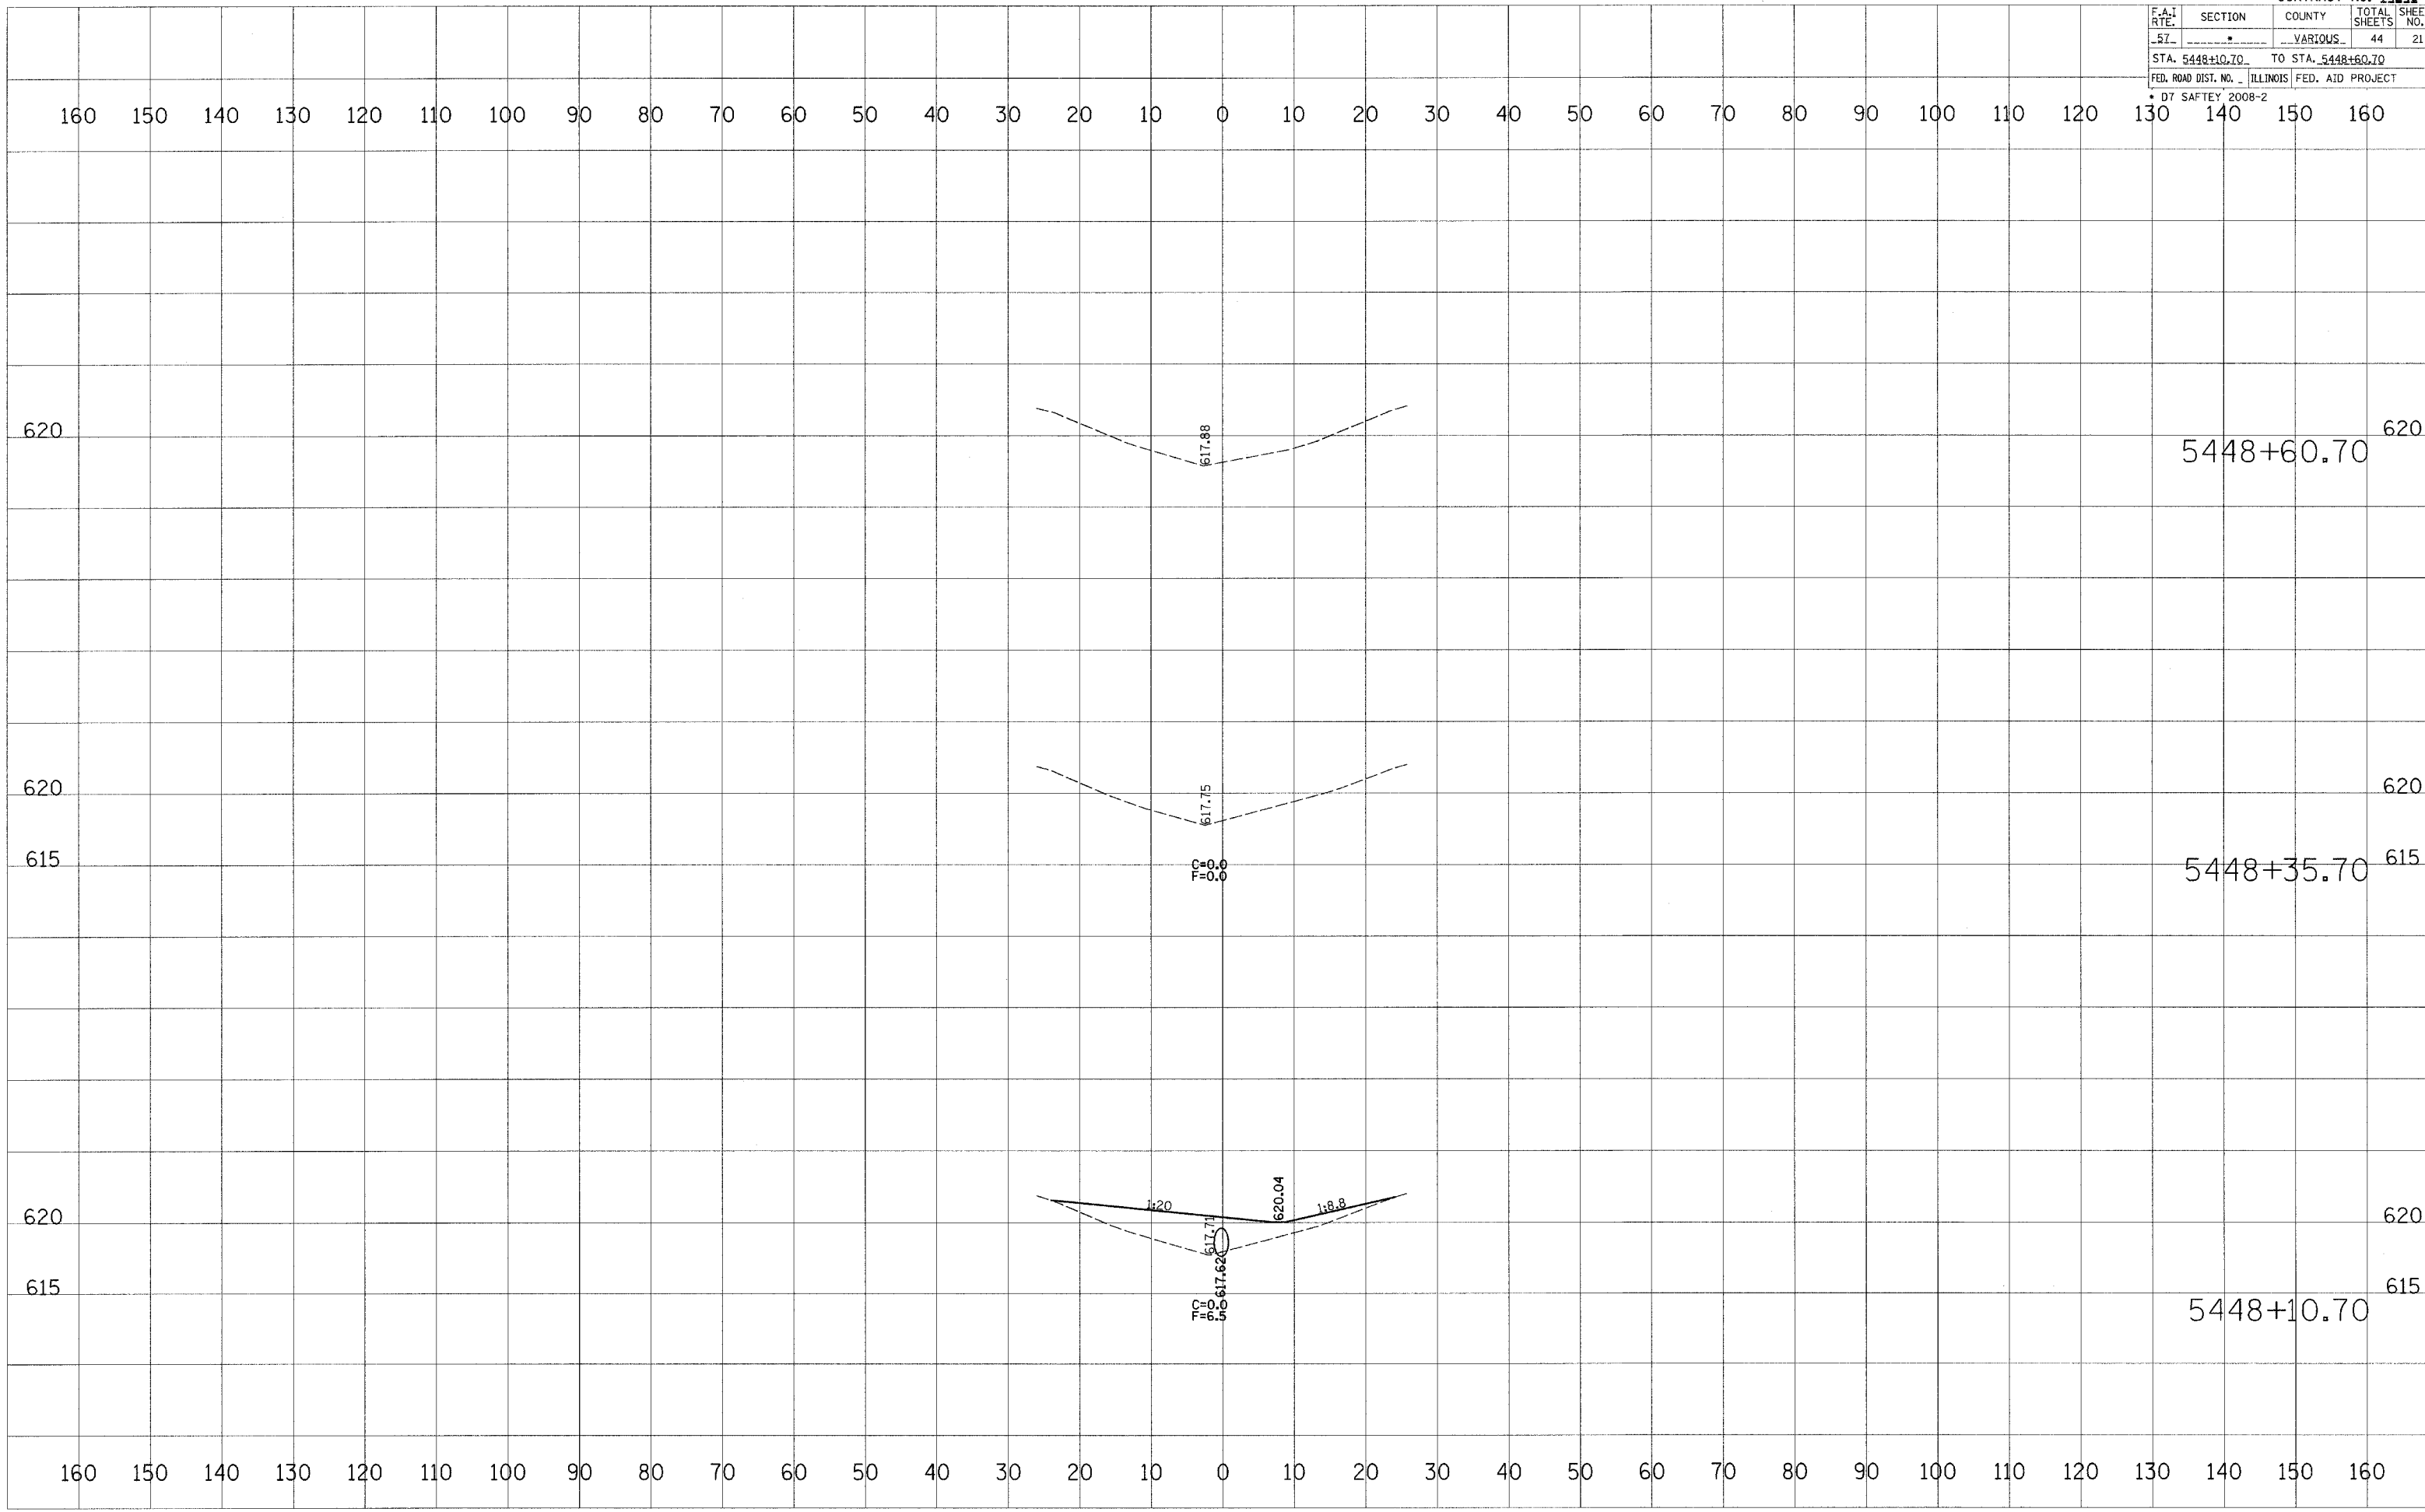 F.A.I RTE. SECTION COUNTY TOTAL SHEETS NO.
57 • VARIOUS 44 21
STA. 5448+10.70 TO STA. 5448+60.70
FED. ROAD DIST. NO. _ ILLINOIS FED. AID PROJECT
• D7 SAFTEY 2008-2
160 150 140 130 120 110 100 90 80 70 60 50 40 30 20 10 0 10 20 30 40 50 60 70 80 90 100 110 120 130 140 150 160
617.88
620 620
5448+60.70
617.75
620 620
615 615
C=0.0
F=0.0
5448+35.70
1:20 620.04 1:8.8
617.71
620 620
617.62
615 615
F=6.5
5448+10.70
160 150 140 130 120 110 100 90 80 70 60 50 40 30 20 10 0 10 20 30 40 50 60 70 80 90 100 110 120 130 140 150 160